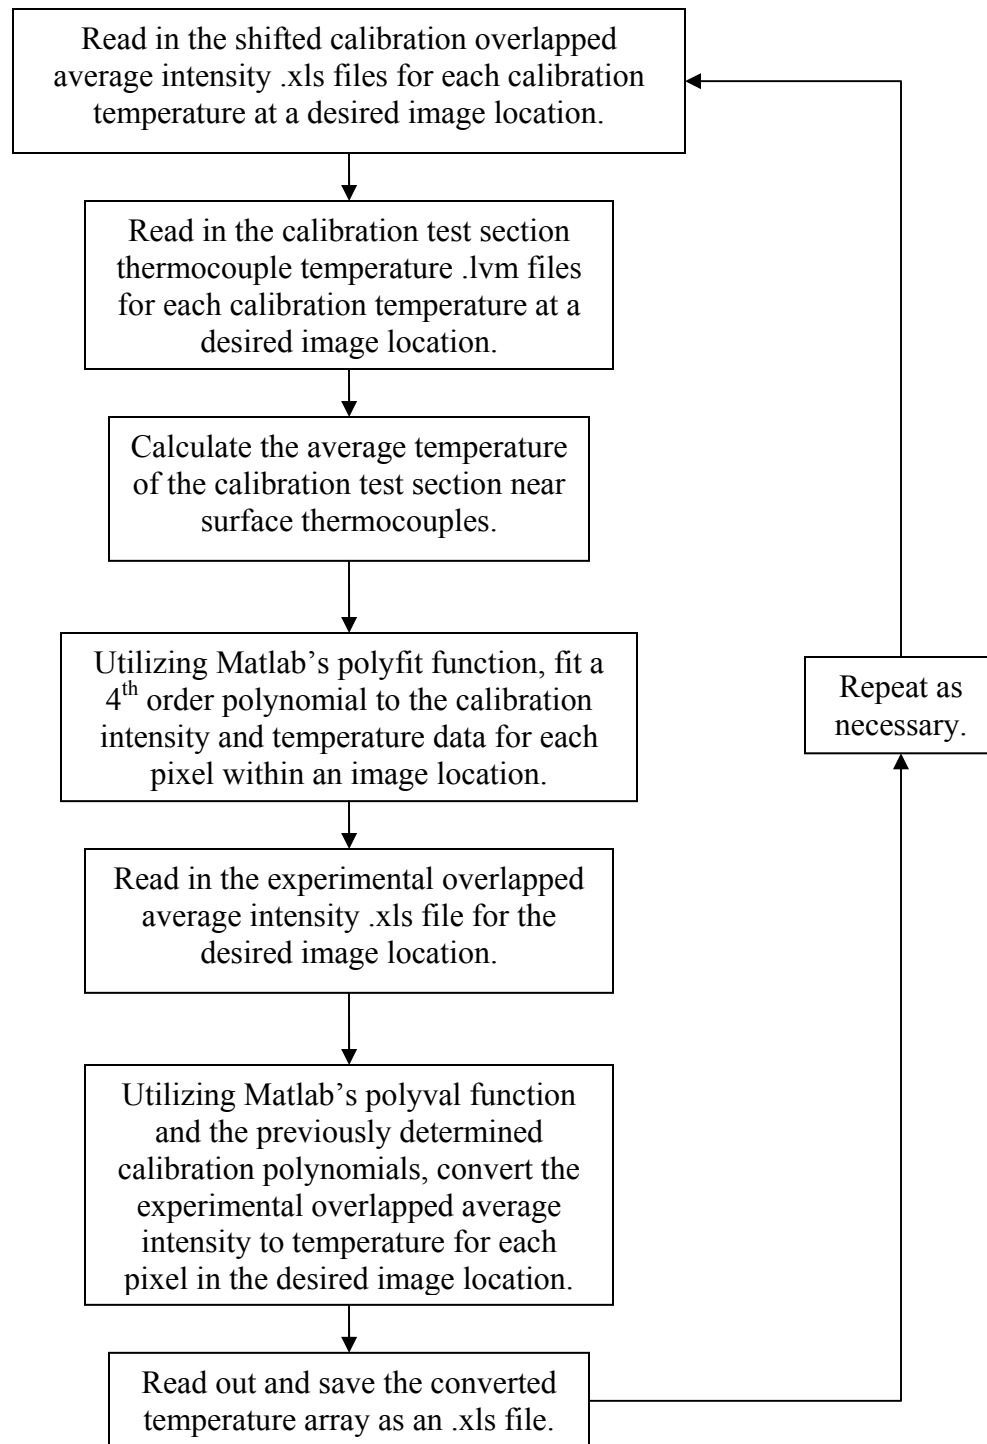 Read in the shifted calibration overlapped
average intensity .xls files for each calibration
temperature at a desired image location.
Read in the calibration test section
thermocouple temperature .lvm files
for each calibration temperature at a
desired image location.
Calculate the average temperature
of the calibration test section near
surface thermocouples.
Utilizing Matlab's polyfit function, fit a
4th order polynomial to the calibration
intensity and temperature data for each
pixel within an image location.
Read in the experimental overlapped
average intensity .xls file for the
desired image location.
Utilizing Matlab's polyval function
and the previously determined
calibration polynomials, convert the
experimental overlapped average
intensity to temperature for each
pixel in the desired image location.
Read out and save the converted
temperature array as an .xls file.
Repeat as
necessary.